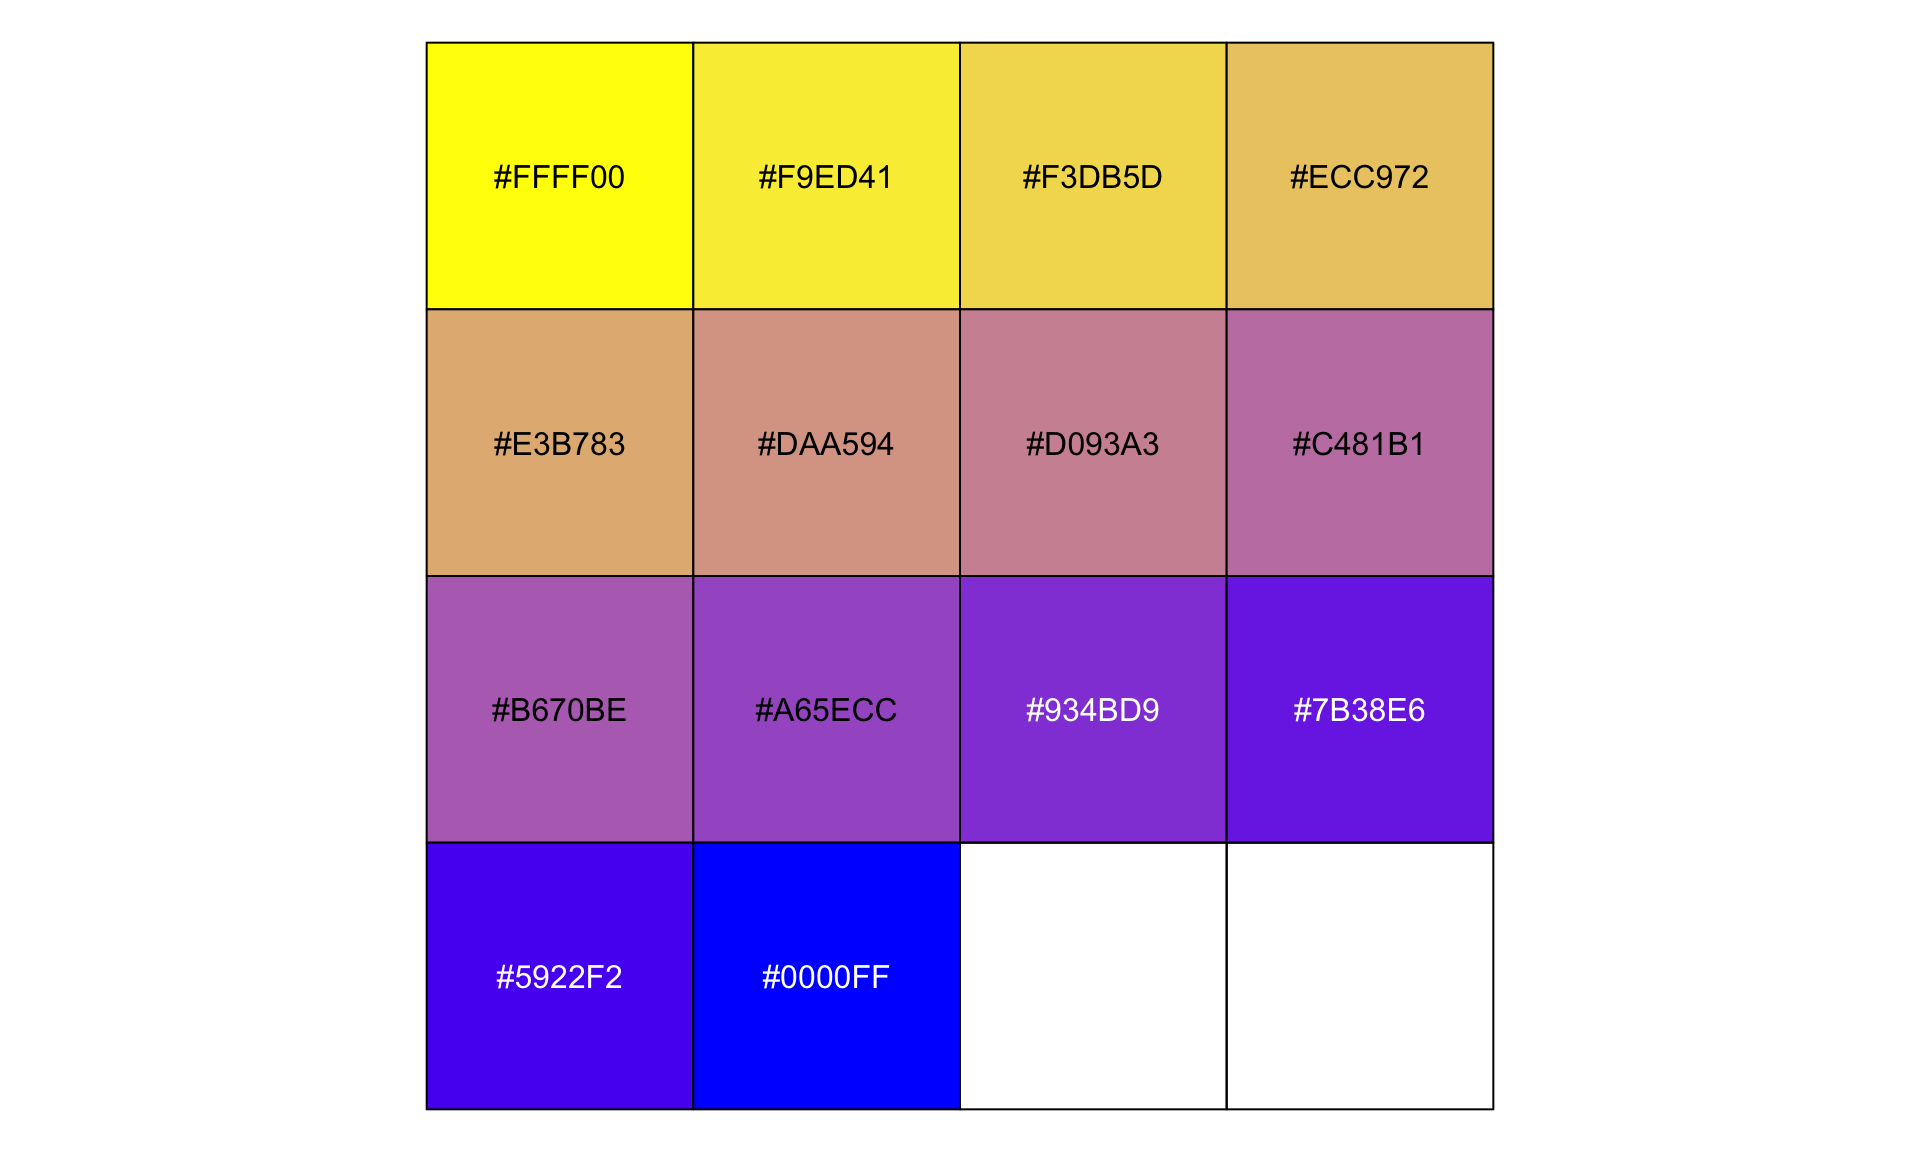 #FFFF00 #F9ED41 #F3DB5D #ECC972
#E3B783 #DAA594 #D093A3 #C481B1
#B670BE #A65ECC #934BD9 #7B38E6
#5922F2 #0000FF